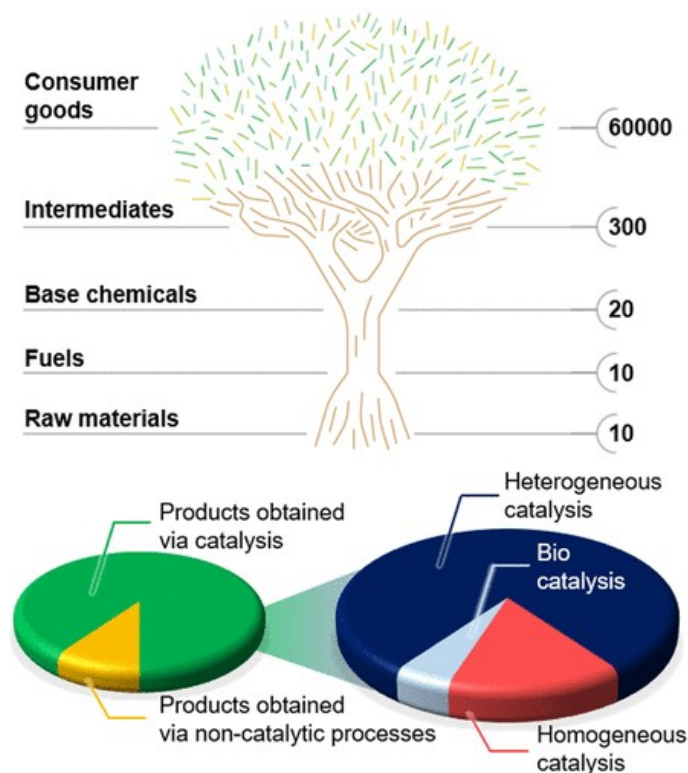 Consumer
goods
60000
Intermediates
300
Base chemicals
20
Fuels
10
Raw materials
10
Products obtained
via catalysis
Heterogeneous
catalysis
Bio
catalysis
Products obtained
via non-catalytic processes
Homogeneous
catalysis